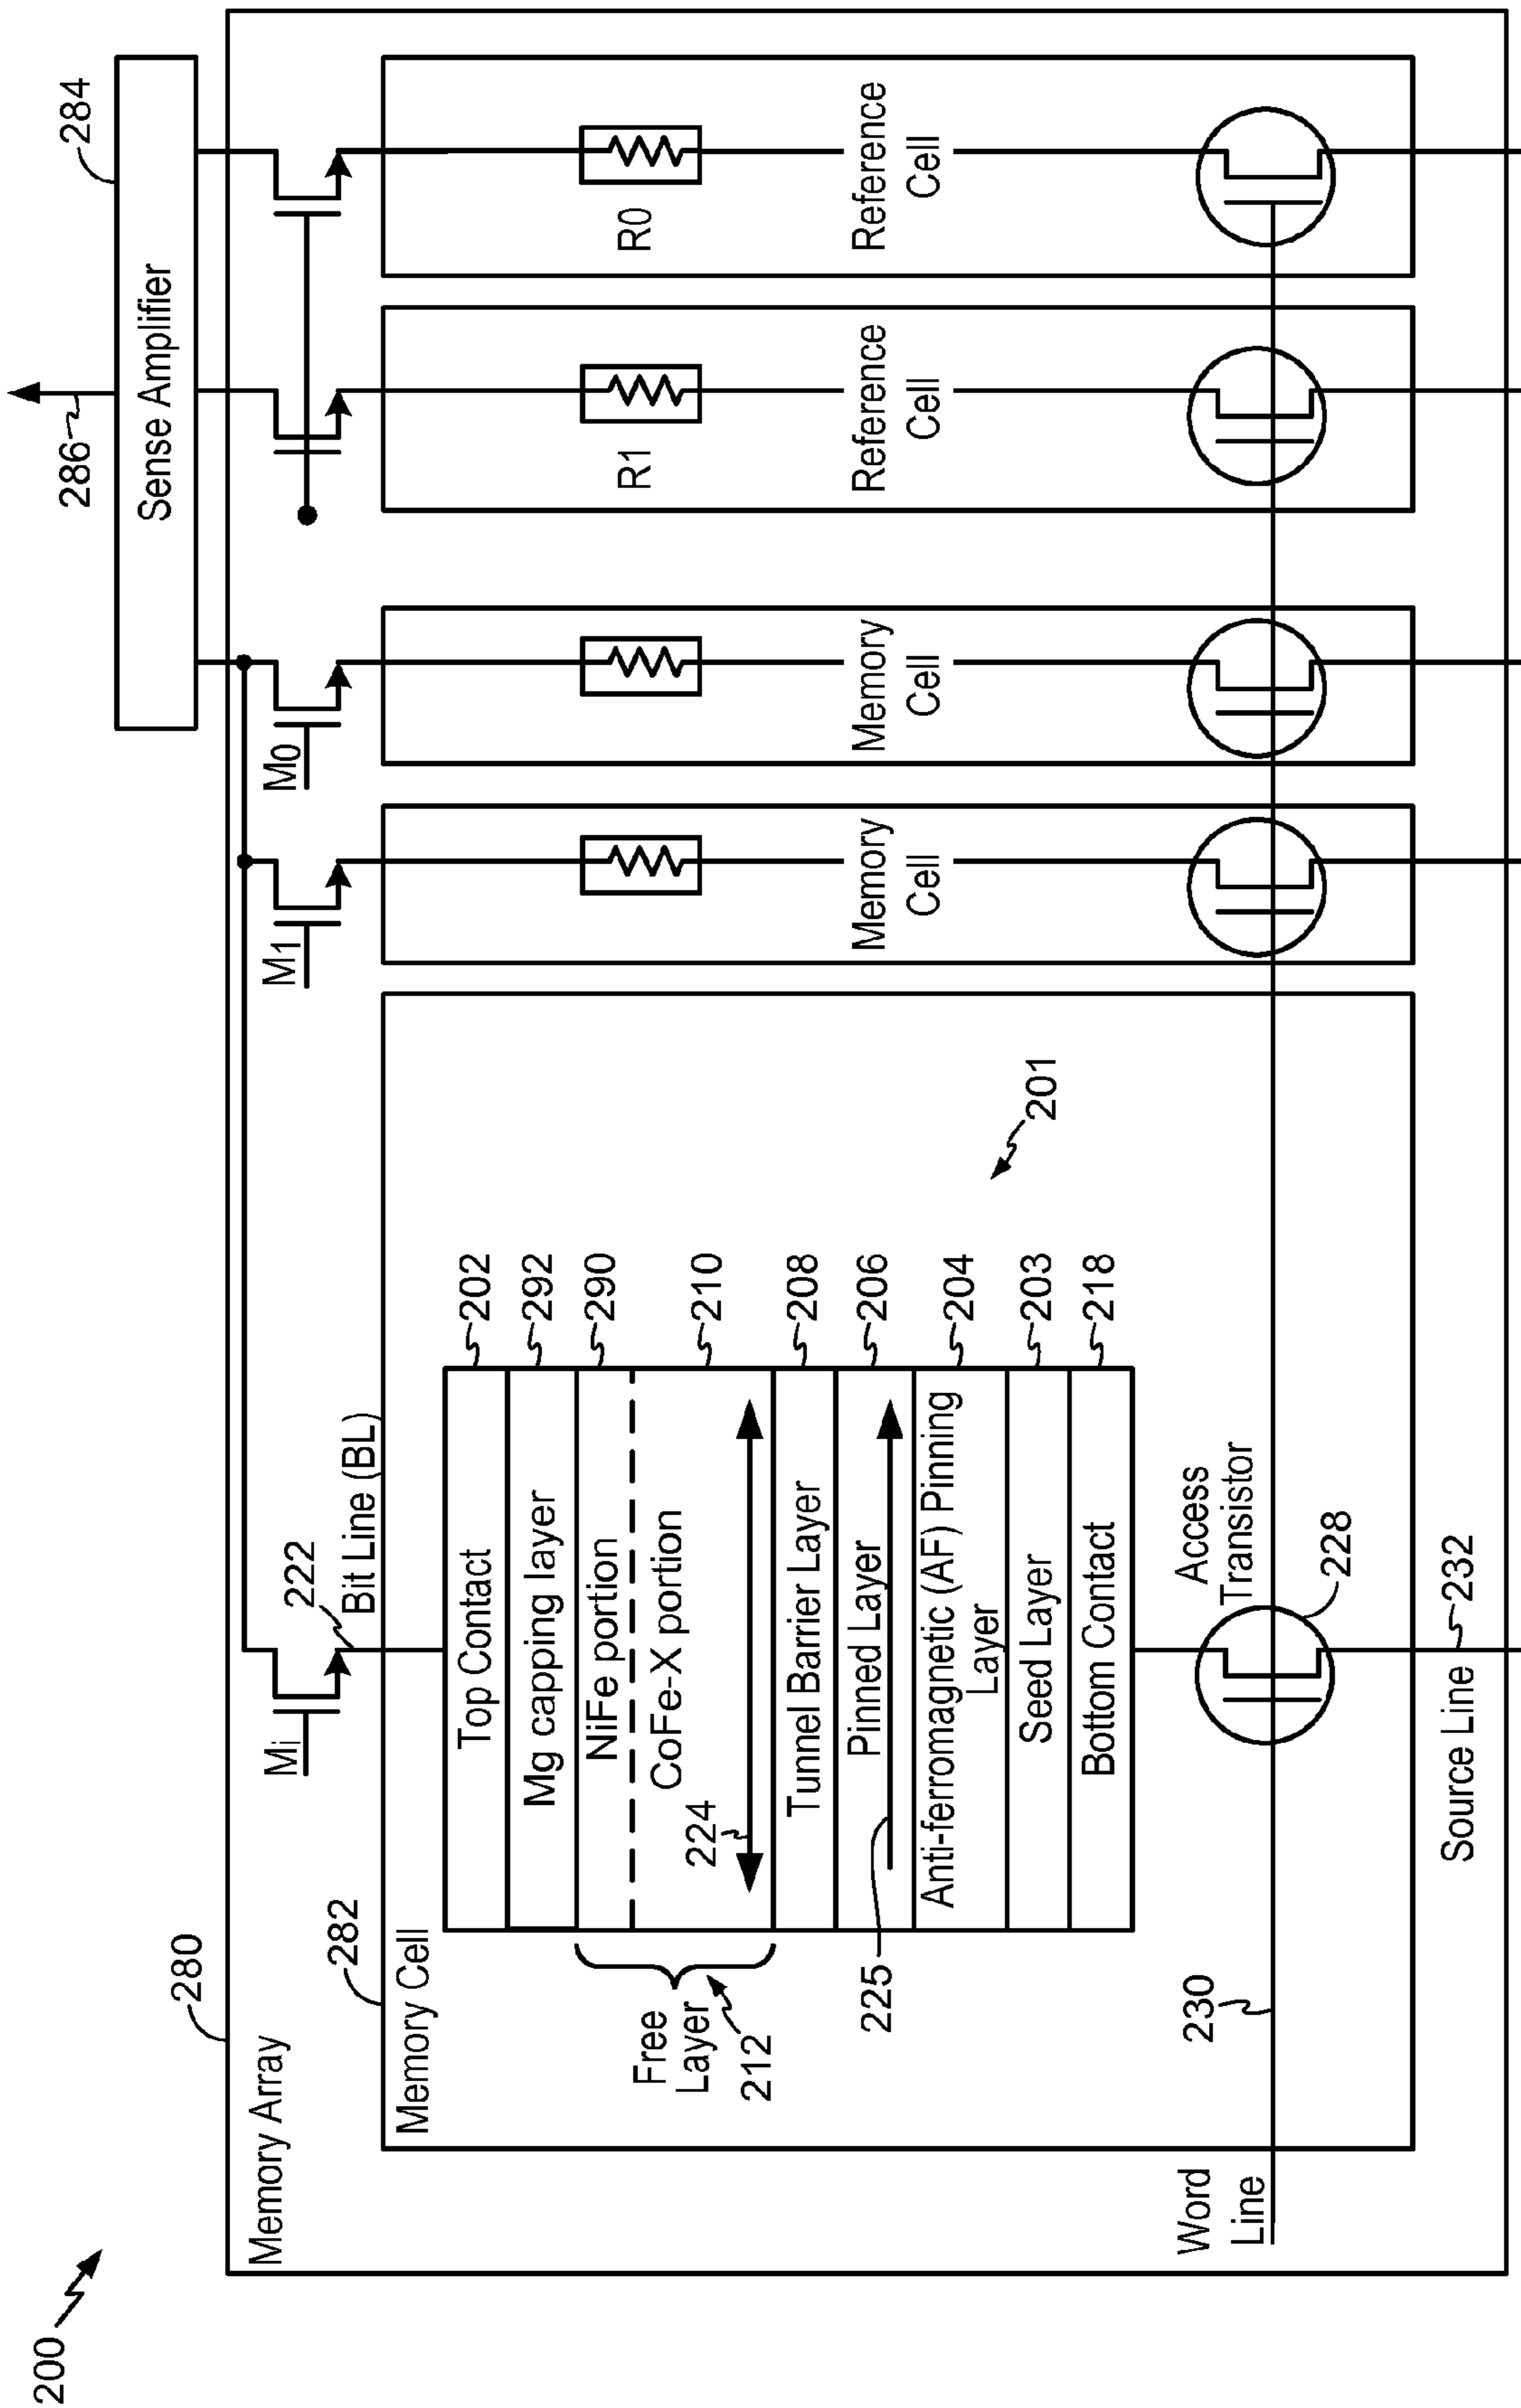 200
280
Memory Array
284
286
Sense Amplifier
Mi
M1
M0
222
Bit Line (BL)
282
Memory Cell
Top Contact
202
Mg capping layer
292
NiFe portion
290
CoFe-X portion
210
224
Free
Layer
212
Tunnel Barrier Layer
208
Pinned Layer
206
225
Anti-ferromagnetic (AF) Pinning
Layer
204
Seed Layer
203
Bottom Contact
218
201
Memory
Cell
Memory
Cell
R1
Reference
Cell
R0
Reference
Cell
Word
Line
230
Access
Transistor
228
Source Line
232